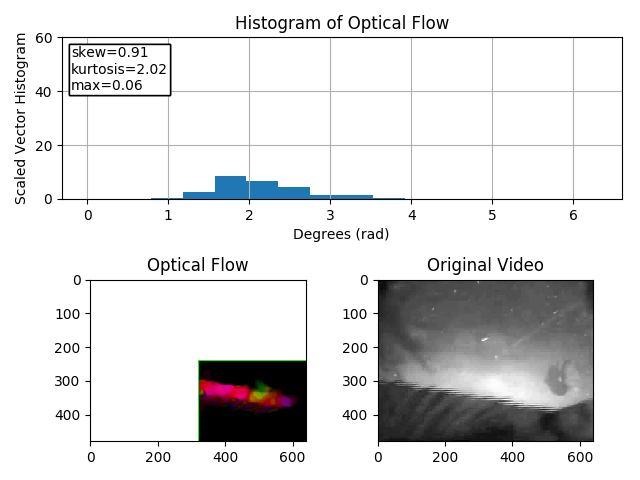 Histogram of Optical Flow
Scaled Vector Histogram
60
40
20
0
skew=0.91
kurtosis=2.02
max=0.06
0 1 2 3 4 5 6
Degrees (rad)
Optical Flow
0
100
200
300
400
0 200 400 600
Original Video
0
100
200
300
400
0 200 400 600